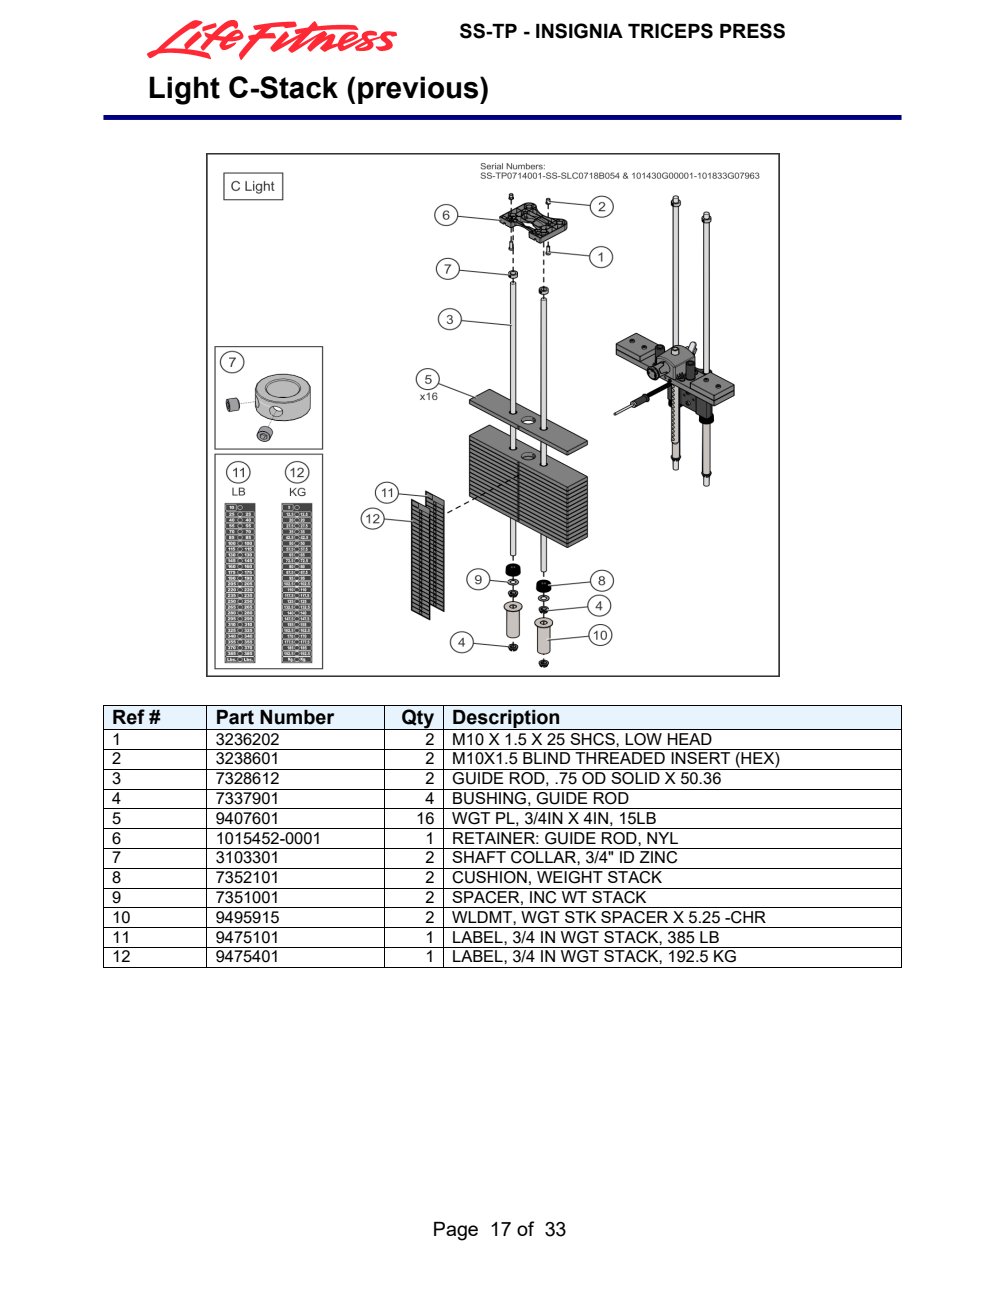 Life Fitness
SS-TP - INSIGNIA TRICEPS PRESS
Light C-Stack (previous)
Serial Numbers:
SS-TP0714001-SS-SLC0718B054 & 101430G00001-101833G07963
C Light
6
2
1
7
3
7
5
x16
11
12
LB
KG
11
12
9
8
4
4
10
Ref # Part Number Qty Description
1 3236202 2 M10 X 1.5 X 25 SHCS, LOW HEAD
2 3238601 2 M10X1.5 BLIND THREADED INSERT (HEX)
3 7328612 2 GUIDE ROD, .75 OD SOLID X 50.36
4 7337901 4 BUSHING, GUIDE ROD
5 9407601 16 WGT PL, 3/4IN X 4IN, 15LB
6 1015452-0001 1 RETAINER: GUIDE ROD, NYL
7 3103301 2 SHAFT COLLAR, 3/4" ID ZINC
8 7352101 2 CUSHION, WEIGHT STACK
9 7351001 2 SPACER, INC WT STACK
10 9495915 2 WLDMT, WGT STK SPACER X 5.25 -CHR
11 9475101 1 LABEL, 3/4 IN WGT STACK, 385 LB
12 9475401 1 LABEL, 3/4 IN WGT STACK, 192.5 KG
Page 17 of 33